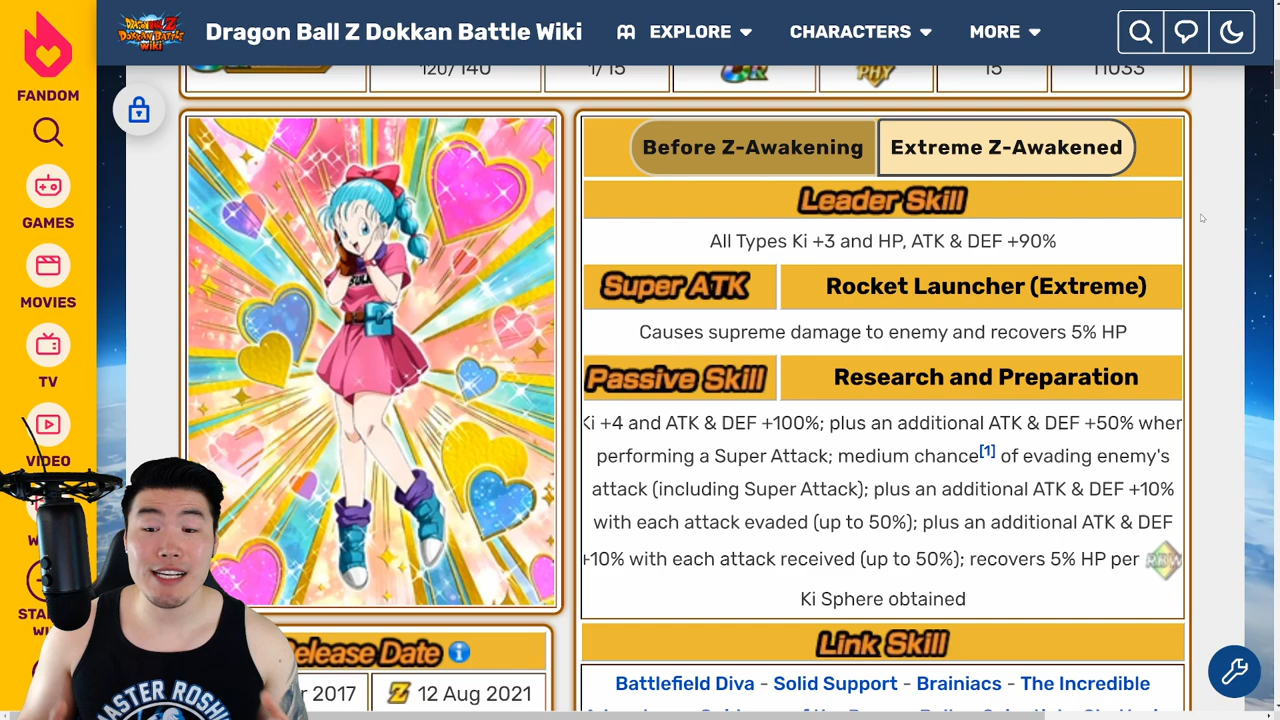 Dragon Ball Z Dokkan Battle Wiki
EXPLORE
CHARACTERS
MORE
FANDOM
GAMES
MOVIES
TV
VIDEO
120/140
1/15
UR
PHY
15
11033
Before Z-Awakening
Extreme Z-Awakened
Leader Skill
All Types Ki +3 and HP, ATK & DEF +90%
Super ATK
Rocket Launcher (Extreme)
Causes supreme damage to enemy and recovers 5% HP
Passive Skill
Research and Preparation
Ki +4 and ATK & DEF +100%; plus an additional ATK & DEF +50% when
performing a Super Attack; medium chance[1] of evading enemy's
attack (including Super Attack); plus an additional ATK & DEF +10%
with each attack evaded (up to 50%); plus an additional ATK & DEF
+10% with each attack received (up to 50%); recovers 5% HP per RBW
Ki Sphere obtained
Link Skill
Battlefield Diva - Solid Support - Brainiacs - The Incredible
Release Date
2017
12 Aug 2021
MASTER ROSHI